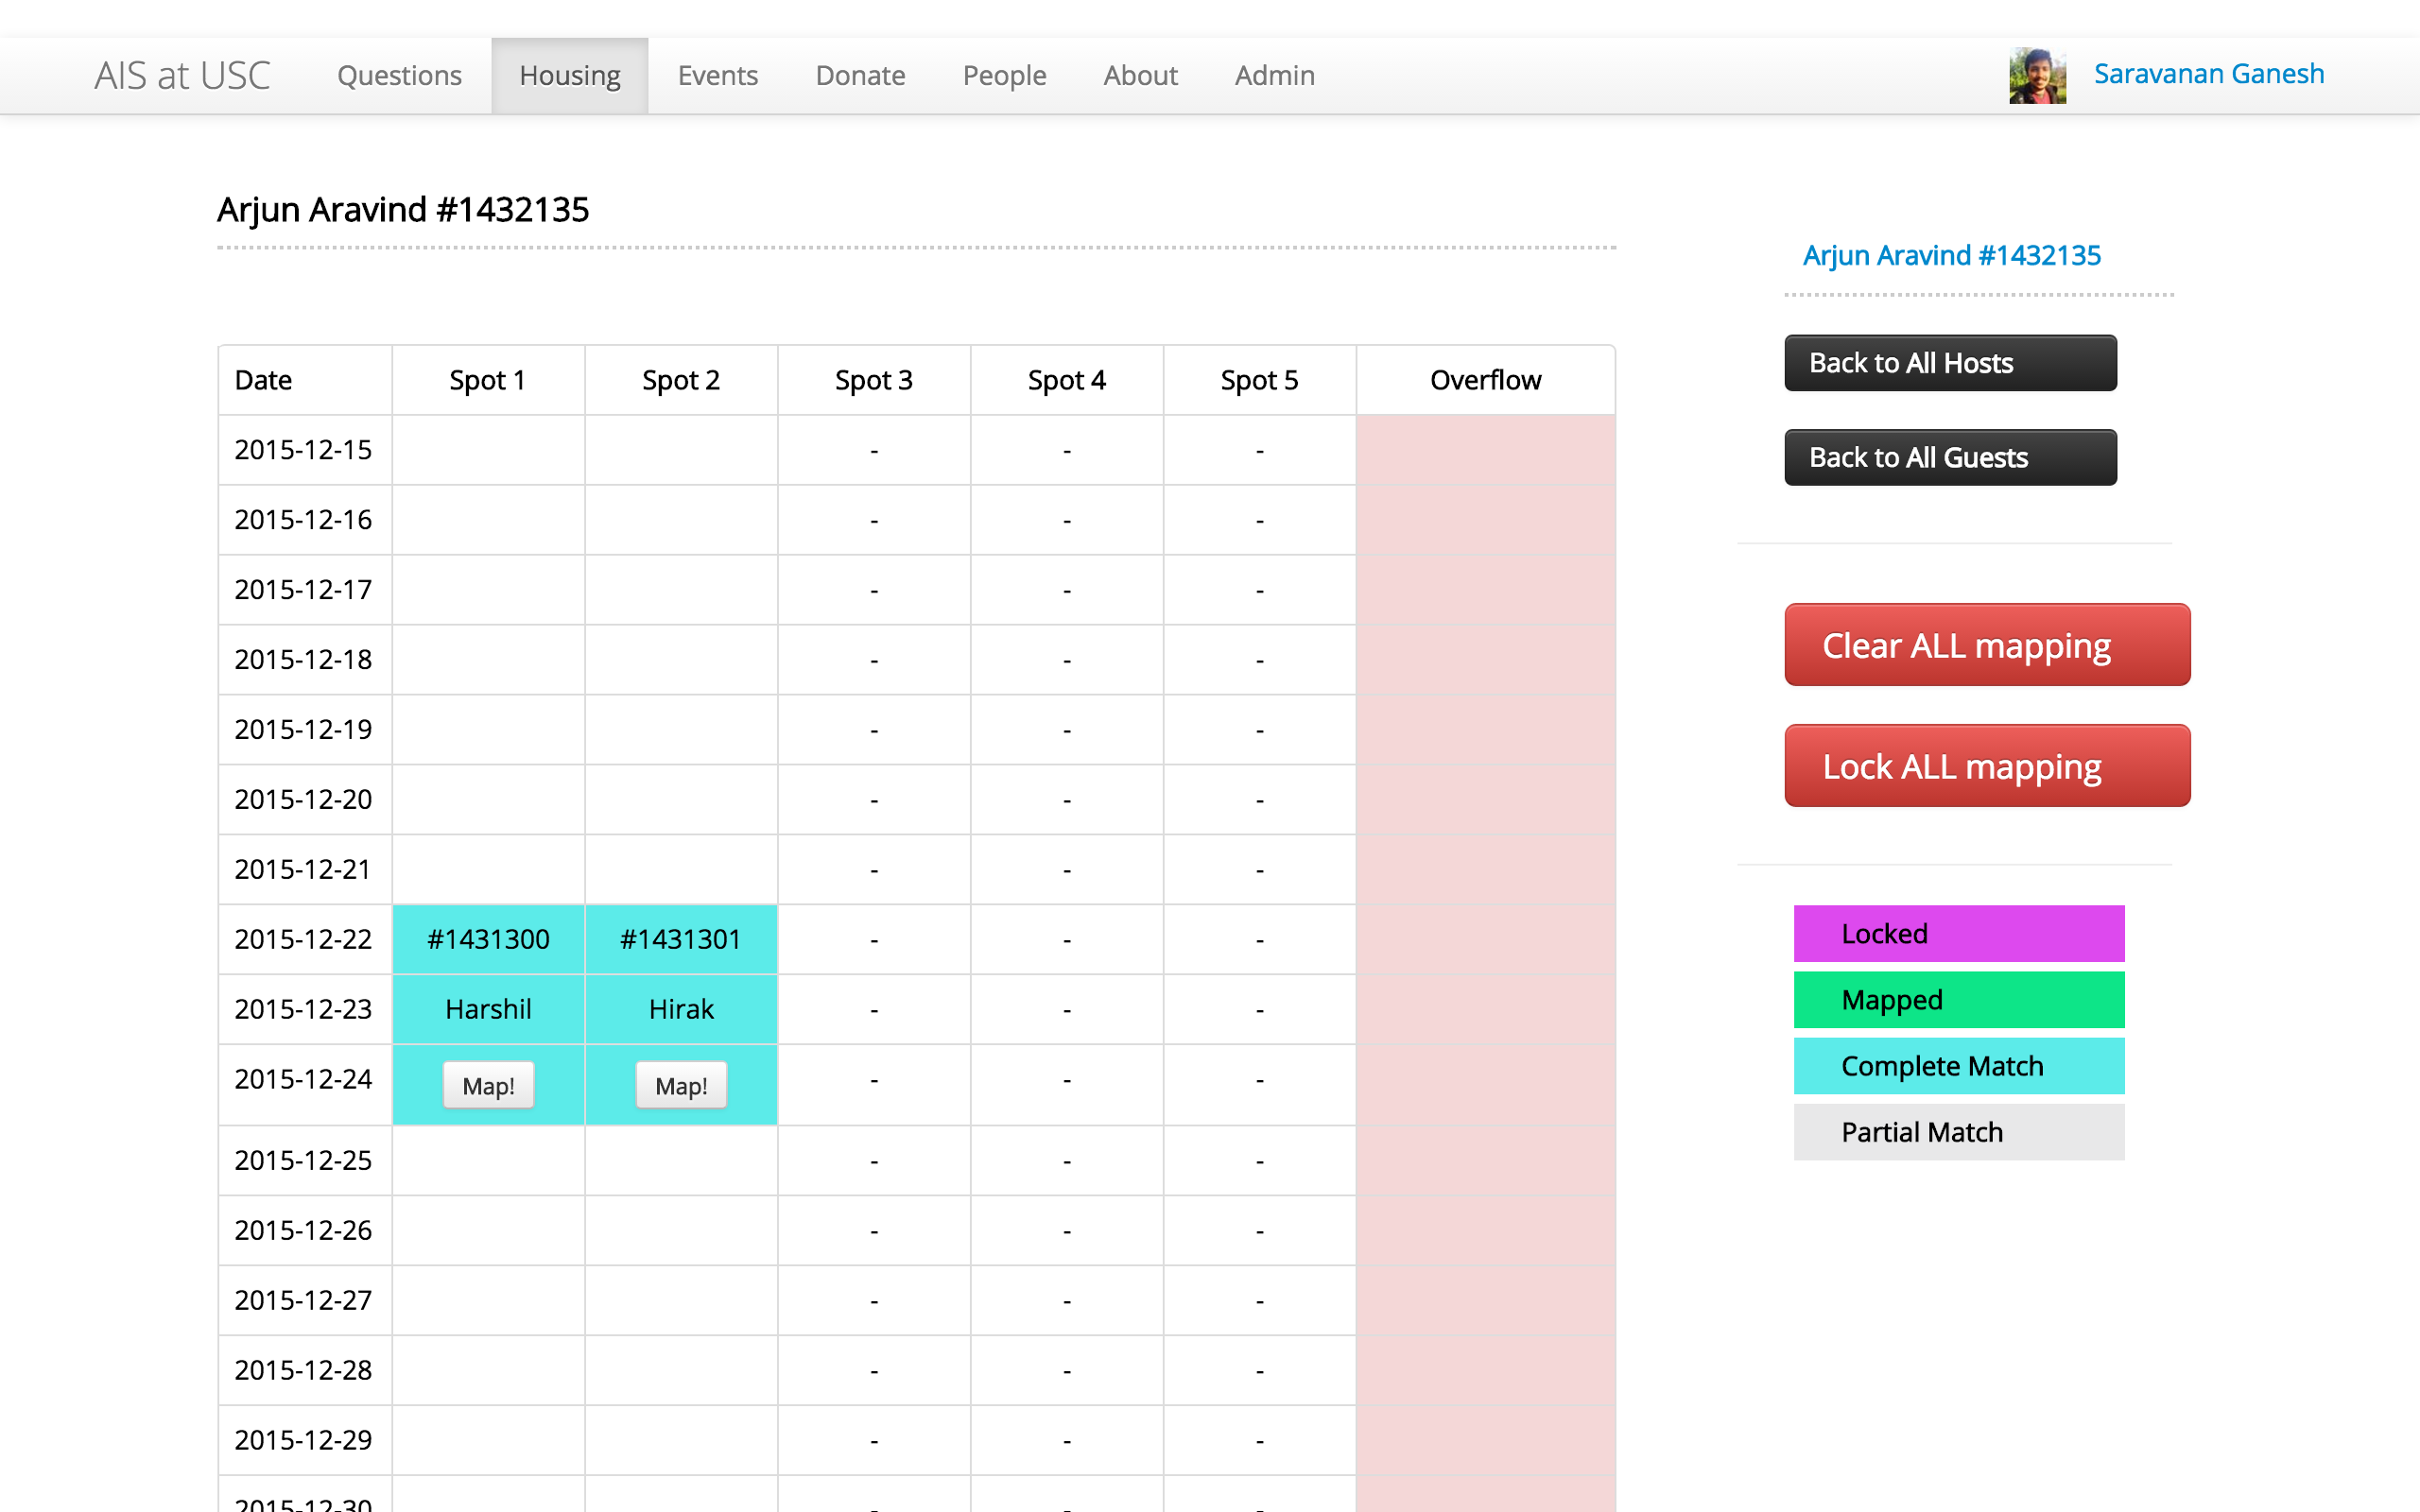 AIS at USC Questions Housing Events Donate People About Admin Saravanan Ganesh
Arjun Aravind #1432135
Date Spot 1 Spot 2 Spot 3 Spot 4 Spot 5 Overflow
2015-12-15 - - -
2015-12-16 - - -
2015-12-17 - - -
2015-12-18 - - -
2015-12-19 - - -
2015-12-20 - - -
2015-12-21 - - -
2015-12-22 #1431300 #1431301 - - -
2015-12-23 Harshil Hirak - - -
2015-12-24 Map! Map! - - -
2015-12-25 - - -
2015-12-26 - - -
2015-12-27 - - -
2015-12-28 - - -
2015-12-29 - - -
2015-12-30 - - -
Arjun Aravind #1432135
Back to All Hosts
Back to All Guests
Clear ALL mapping
Lock ALL mapping
Locked
Mapped
Complete Match
Partial Match